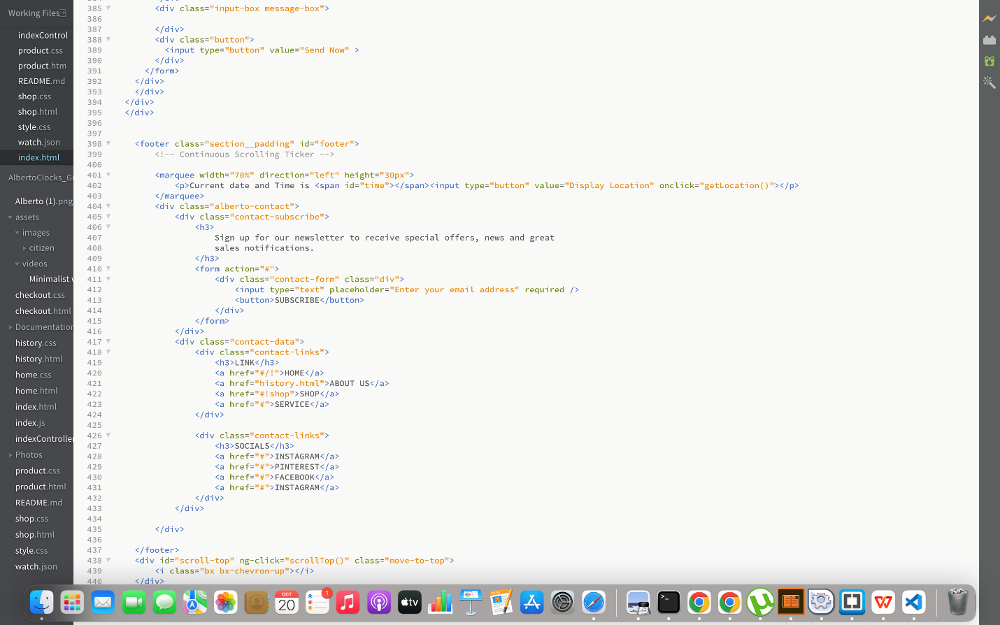 Working Files
indexControl
product.css
product.htm
README.md
shop.css
shop.html
style.css
watch.json
index.html
AlbertoClocks_Gr
Alberto (1).png
assets
images
citizen
videos
Minimalist
checkout.css
checkout.html
Documentation
history.css
history.html
home.css
home.html
index.html
index.js
indexController
Photos
product.css
product.html
README.md
shop.css
shop.html
style.css
watch.json
385 <div class="input-box message-box">
386
387 </div>
388 <div class="button">
389 <input type="button" value="Send Now" >
390 </div>
391 </form>
392 </div>
393 </div>
394 </div>
395 </div>
396
397
398 <footer class="section__padding" id="footer">
399 <!-- Continuous Scrolling Ticker -->
400
401 <marquee width="70%" direction="left" height="30px">
402 <p>Current date and Time is <span id="time"></span><input type="button" value="Display Location" onclick="getLocation()"></p>
403 </marquee>
404 <div class="alberto-contact">
405 <div class="contact-subscribe">
406 <h3>
407 Sign up for our newsletter to receive special offers, news and great
408 sales notifications.
409 </h3>
410 <form action="#">
411 <div class="contact-form" class="div">
412 <input type="text" placeholder="Enter your email address" required />
413 <button>SUBSCRIBE</button>
414 </div>
415 </form>
416 </div>
417 <div class="contact-data">
418 <div class="contact-links">
419 <h3>LINK</h3>
420 <a href="#/!">HOME</a>
421 <a href="history.html">ABOUT US</a>
422 <a href="#!shop">SHOP</a>
423 <a href="#">SERVICE</a>
424 </div>
425
426 <div class="contact-links">
427 <h3>SOCIALS</h3>
428 <a href="#">INSTAGRAM</a>
429 <a href="#">PINTEREST</a>
430 <a href="#">FACEBOOK</a>
431 <a href="#">INSTAGRAM</a>
432 </div>
433 </div>
434
435 </div>
436
437 </footer>
438 <div id="scroll-top" ng-click="scrollTop()" class="move-to-top">
439 <i class="bx bx-chevron-up"></i>
440 </div>
OCT
20
1
tv